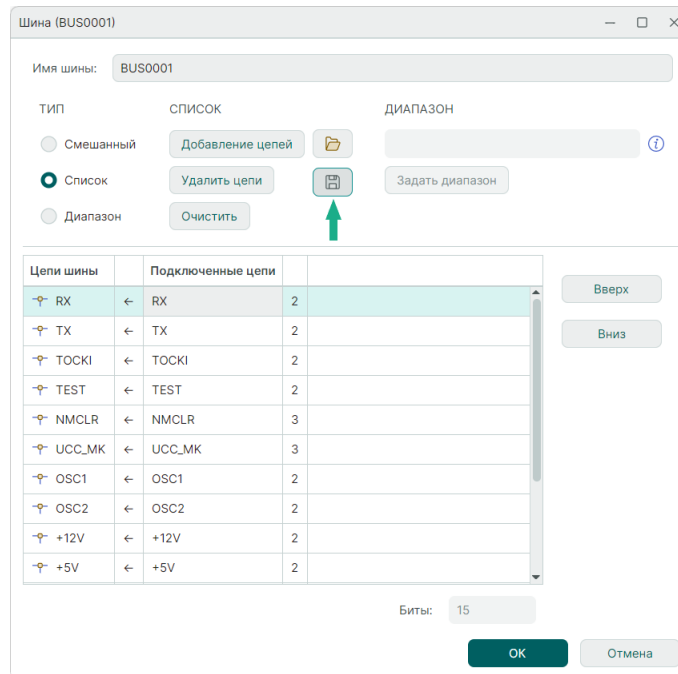 Шина (BUS0001)
Имя шины: BUS0001
ТИП СПИСОК ДИАПАЗОН
Смешанный Добавление цепей
Список Удалить цепи Задать диапазон
Диапазон Очистить
Цепи шины Подключенные цепи
RX ← RX 2
TX ← TX 2
TOCKI ← TOCKI 2
TEST ← TEST 2
NMCLR ← NMCLR 3
UCC_MK ← UCC_MK 3
OSC1 ← OSC1 2
OSC2 ← OSC2 2
+12V ← +12V 2
+5V ← +5V 2
Вверх
Вниз
Биты: 15
OK Отмена